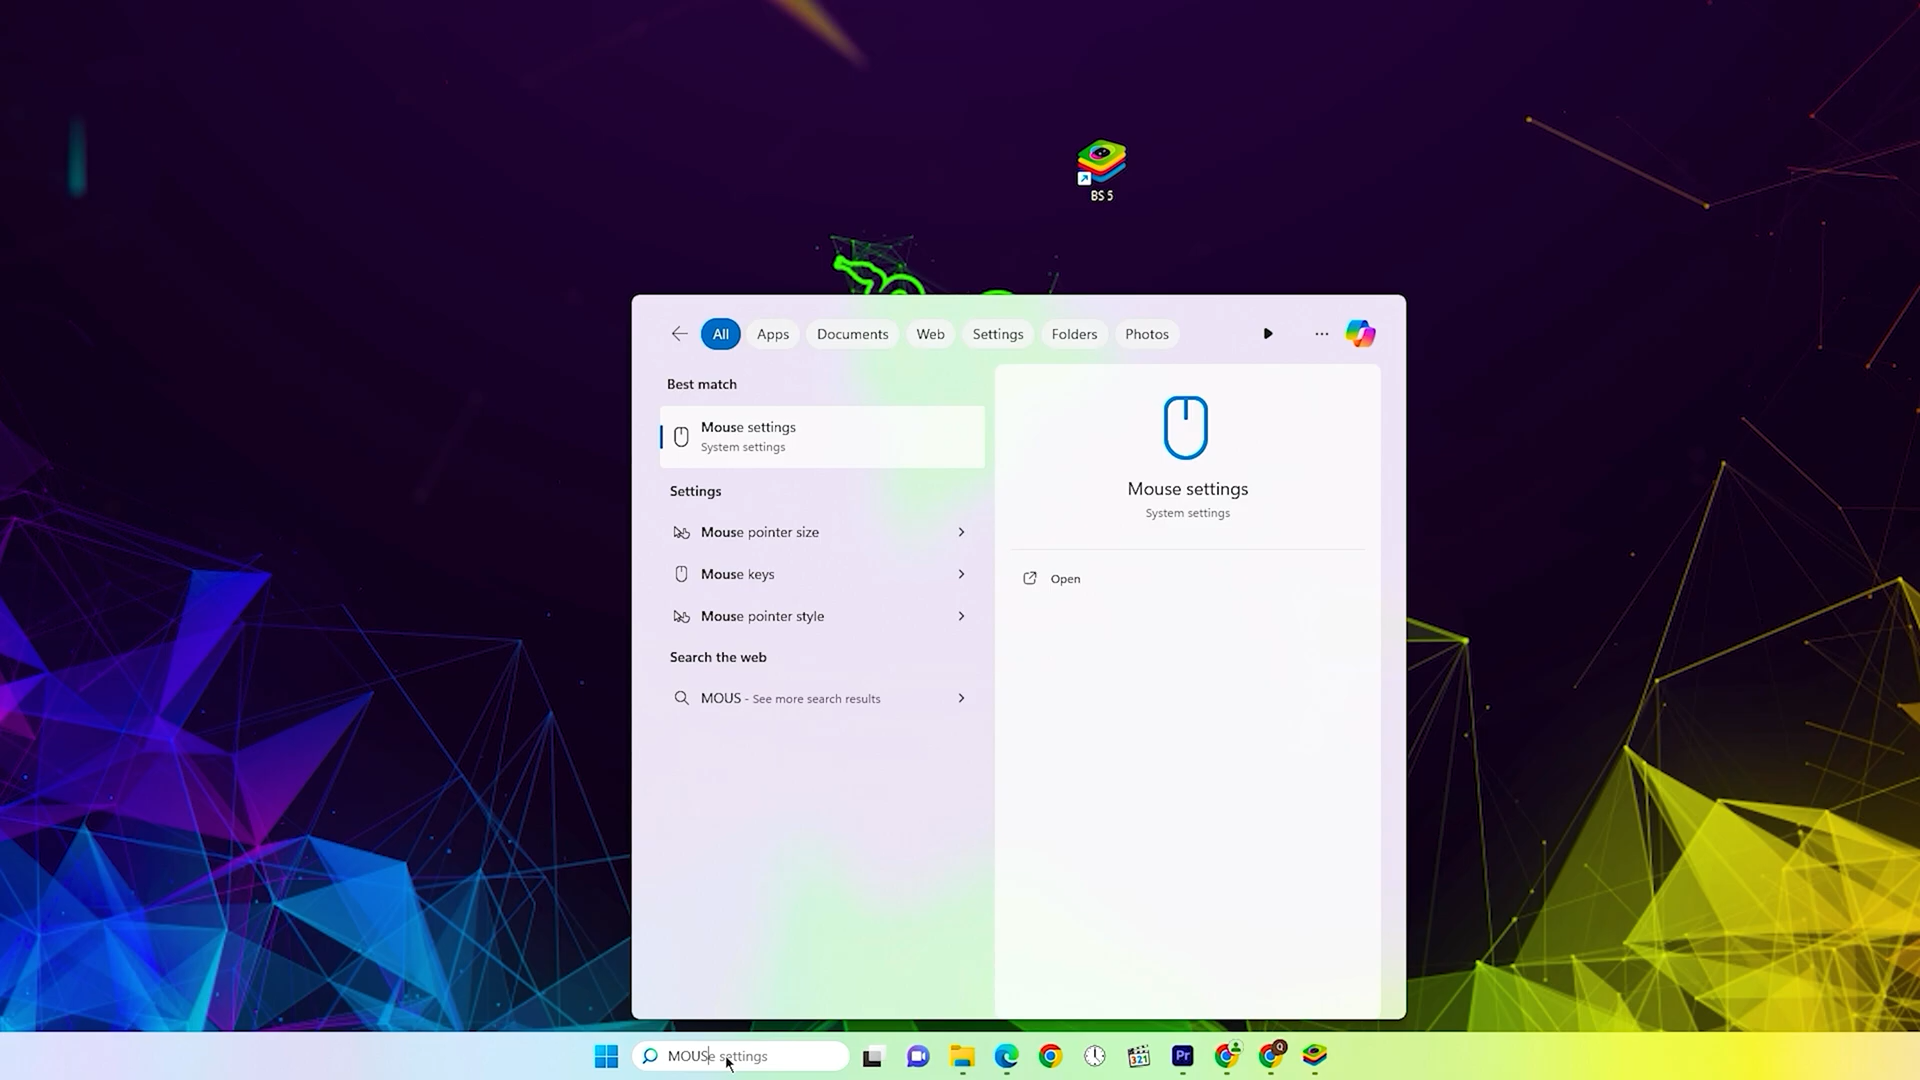 BS 5
All Apps Documents Web Settings Folders Photos
Best match
Mouse settings
System settings
Settings
Mouse pointer size
Mouse keys
Mouse pointer style
Search the web
MOUS - See more search results
Mouse settings
System settings
Open
MOUSe settings
321
Pr
Q